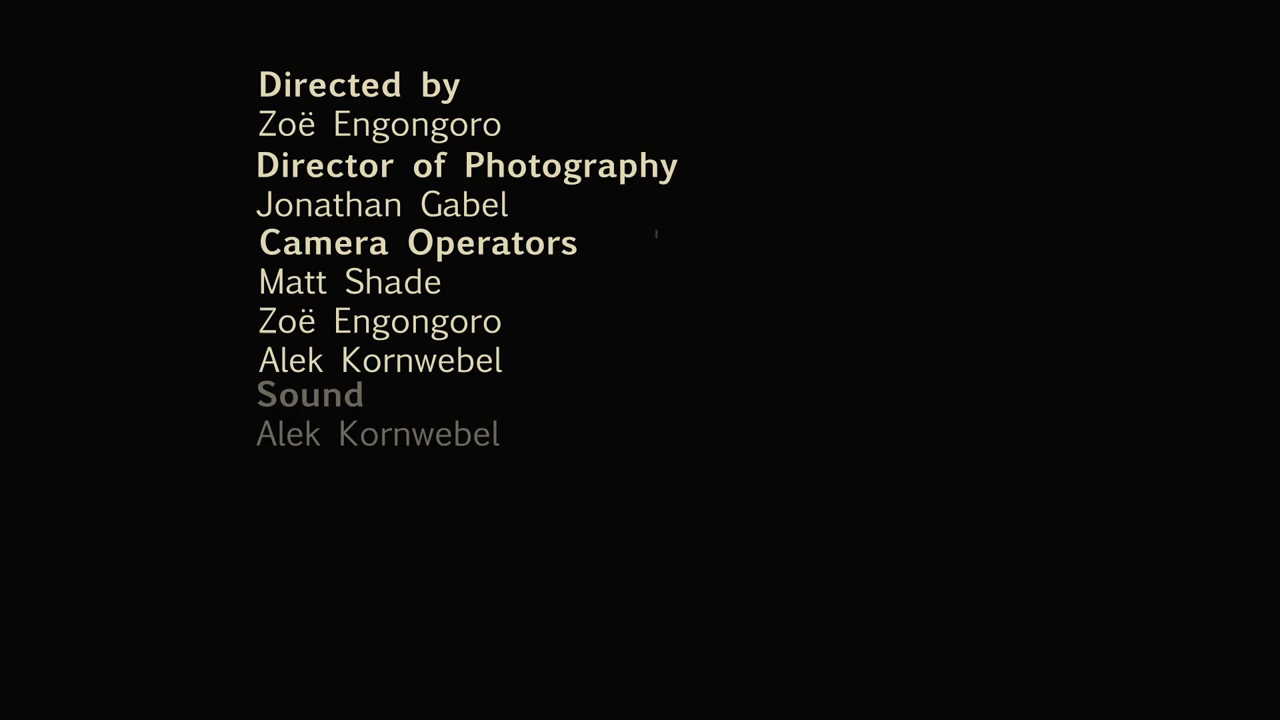 Directed by
Zoë Engongoro
Director of Photography
Jonathan Gabel
Camera Operators
Matt Shade
Zoë Engongoro
Alek Kornwebel
Sound
Alek Kornwebel